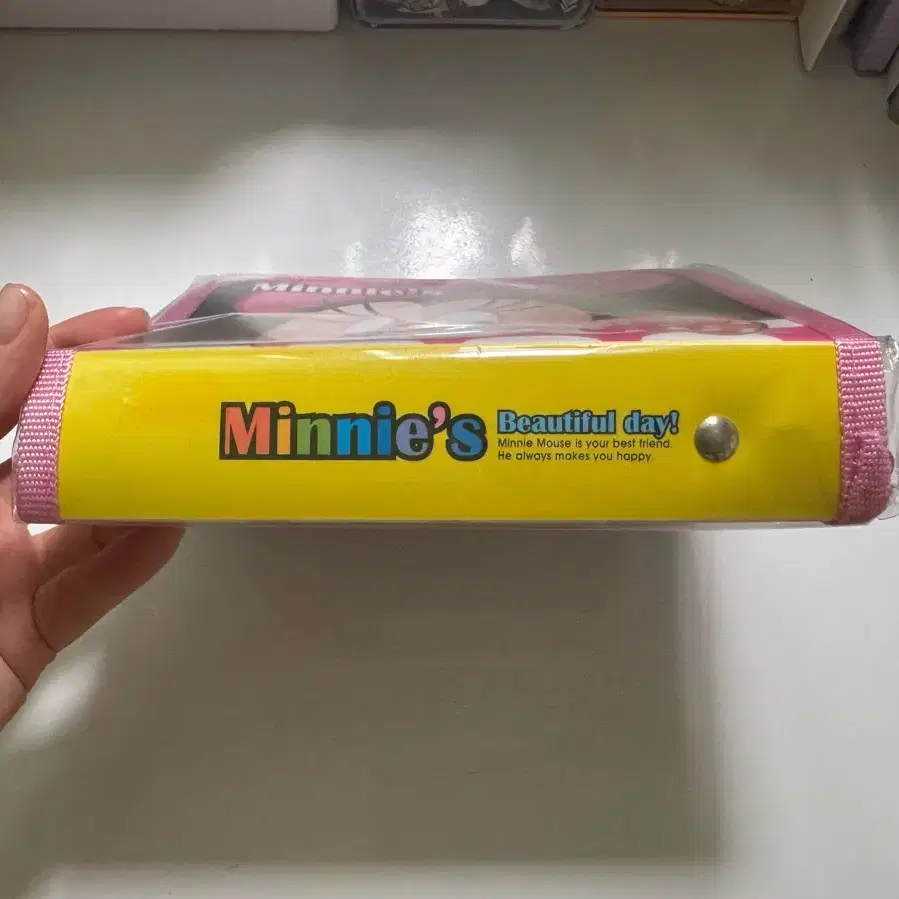 Minnie's
Beautiful day!
Minnie Mouse is your best friend.
He always makes you happy.